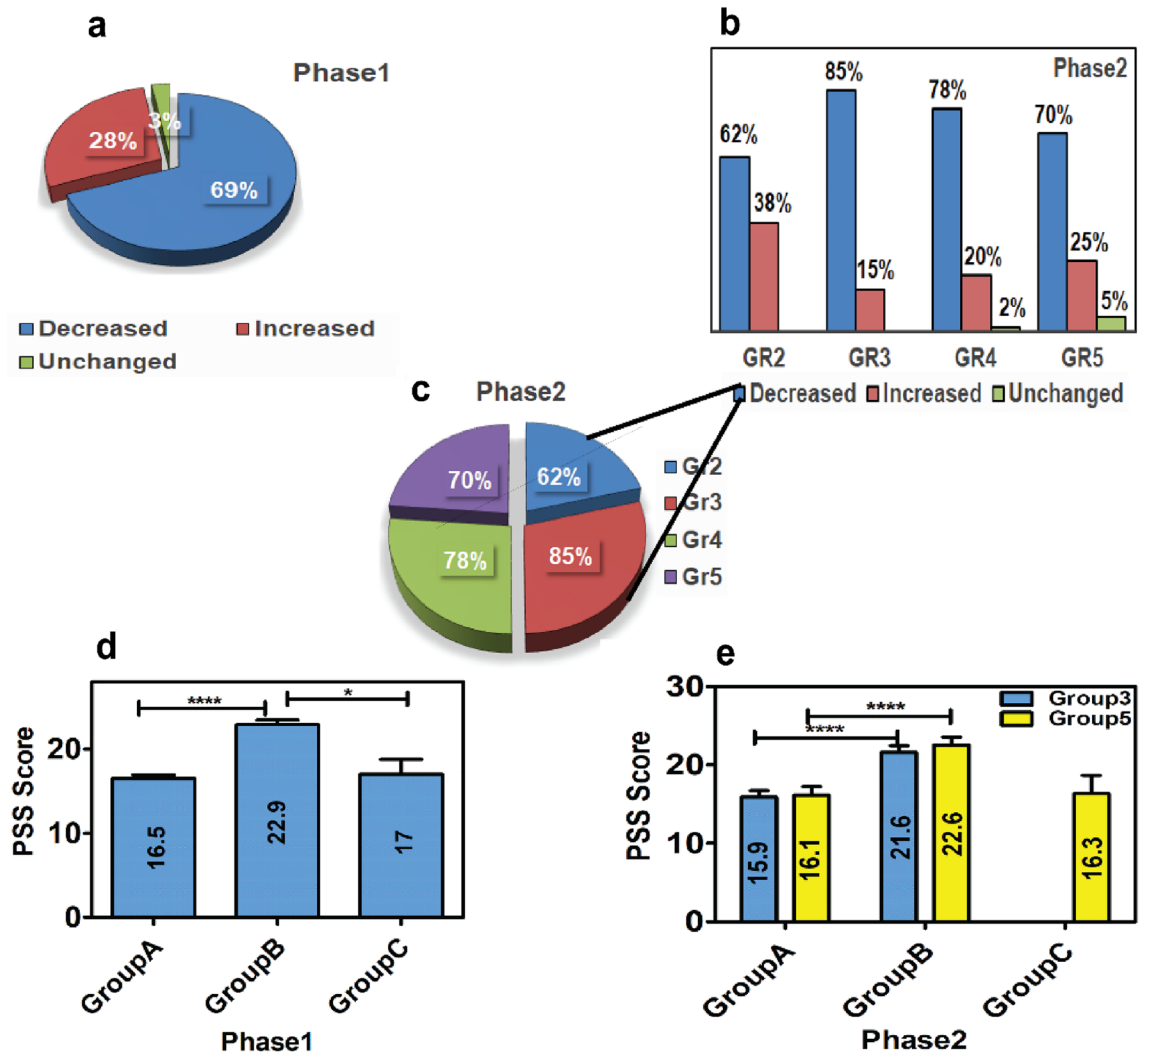 a
Phase1
3%
28%
69%
Decreased Increased
Unchanged
b
Phase2
85%
78%
70%
62%
38%
25%
20%
15%
5%
2%
GR2 GR3 GR4 GR5
Decreased Increased Unchanged
c
Phase2
70% 62%
78% 85%
Gr2
Gr3
Gr4
Gr5
d
PSS Score
20
10
0
**** *
16.5 22.9 17
GroupA GroupB GroupC
Phase1
e
PSS Score
30
20
10
0
Group3
Group5
****
****
15.9 16.1 21.6 22.6 16.3
GroupA GroupB GroupC
Phase2